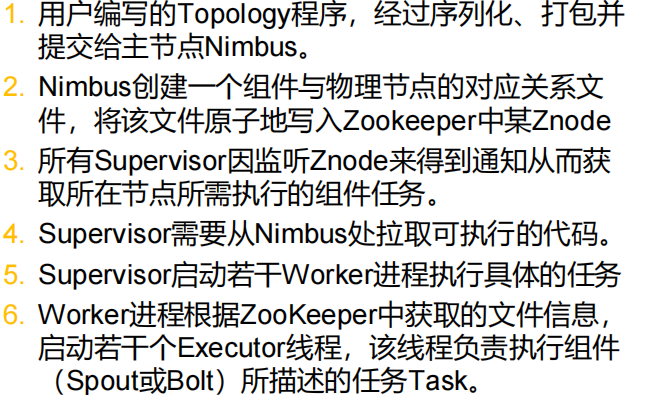 1. 用户编写的Topology程序，经过序列化、打包并
提交给主节点Nimbus。
2. Nimbus创建一个组件与物理节点的对应关系文
件，将该文件原子地写入Zookeeper中某Znode
3. 所有Supervisor因监听Znode来得到通知从而获
取所在节点所需执行的组件任务。
4. Supervisor需要从Nimbus处拉取可执行的代码。
5. Supervisor启动若干Worker进程执行具体的任务
6. Worker进程根据ZooKeeper中获取的文件信息，
启动若干个Executor线程，该线程负责执行组件
（Spout或Bolt）所描述的任务Task。